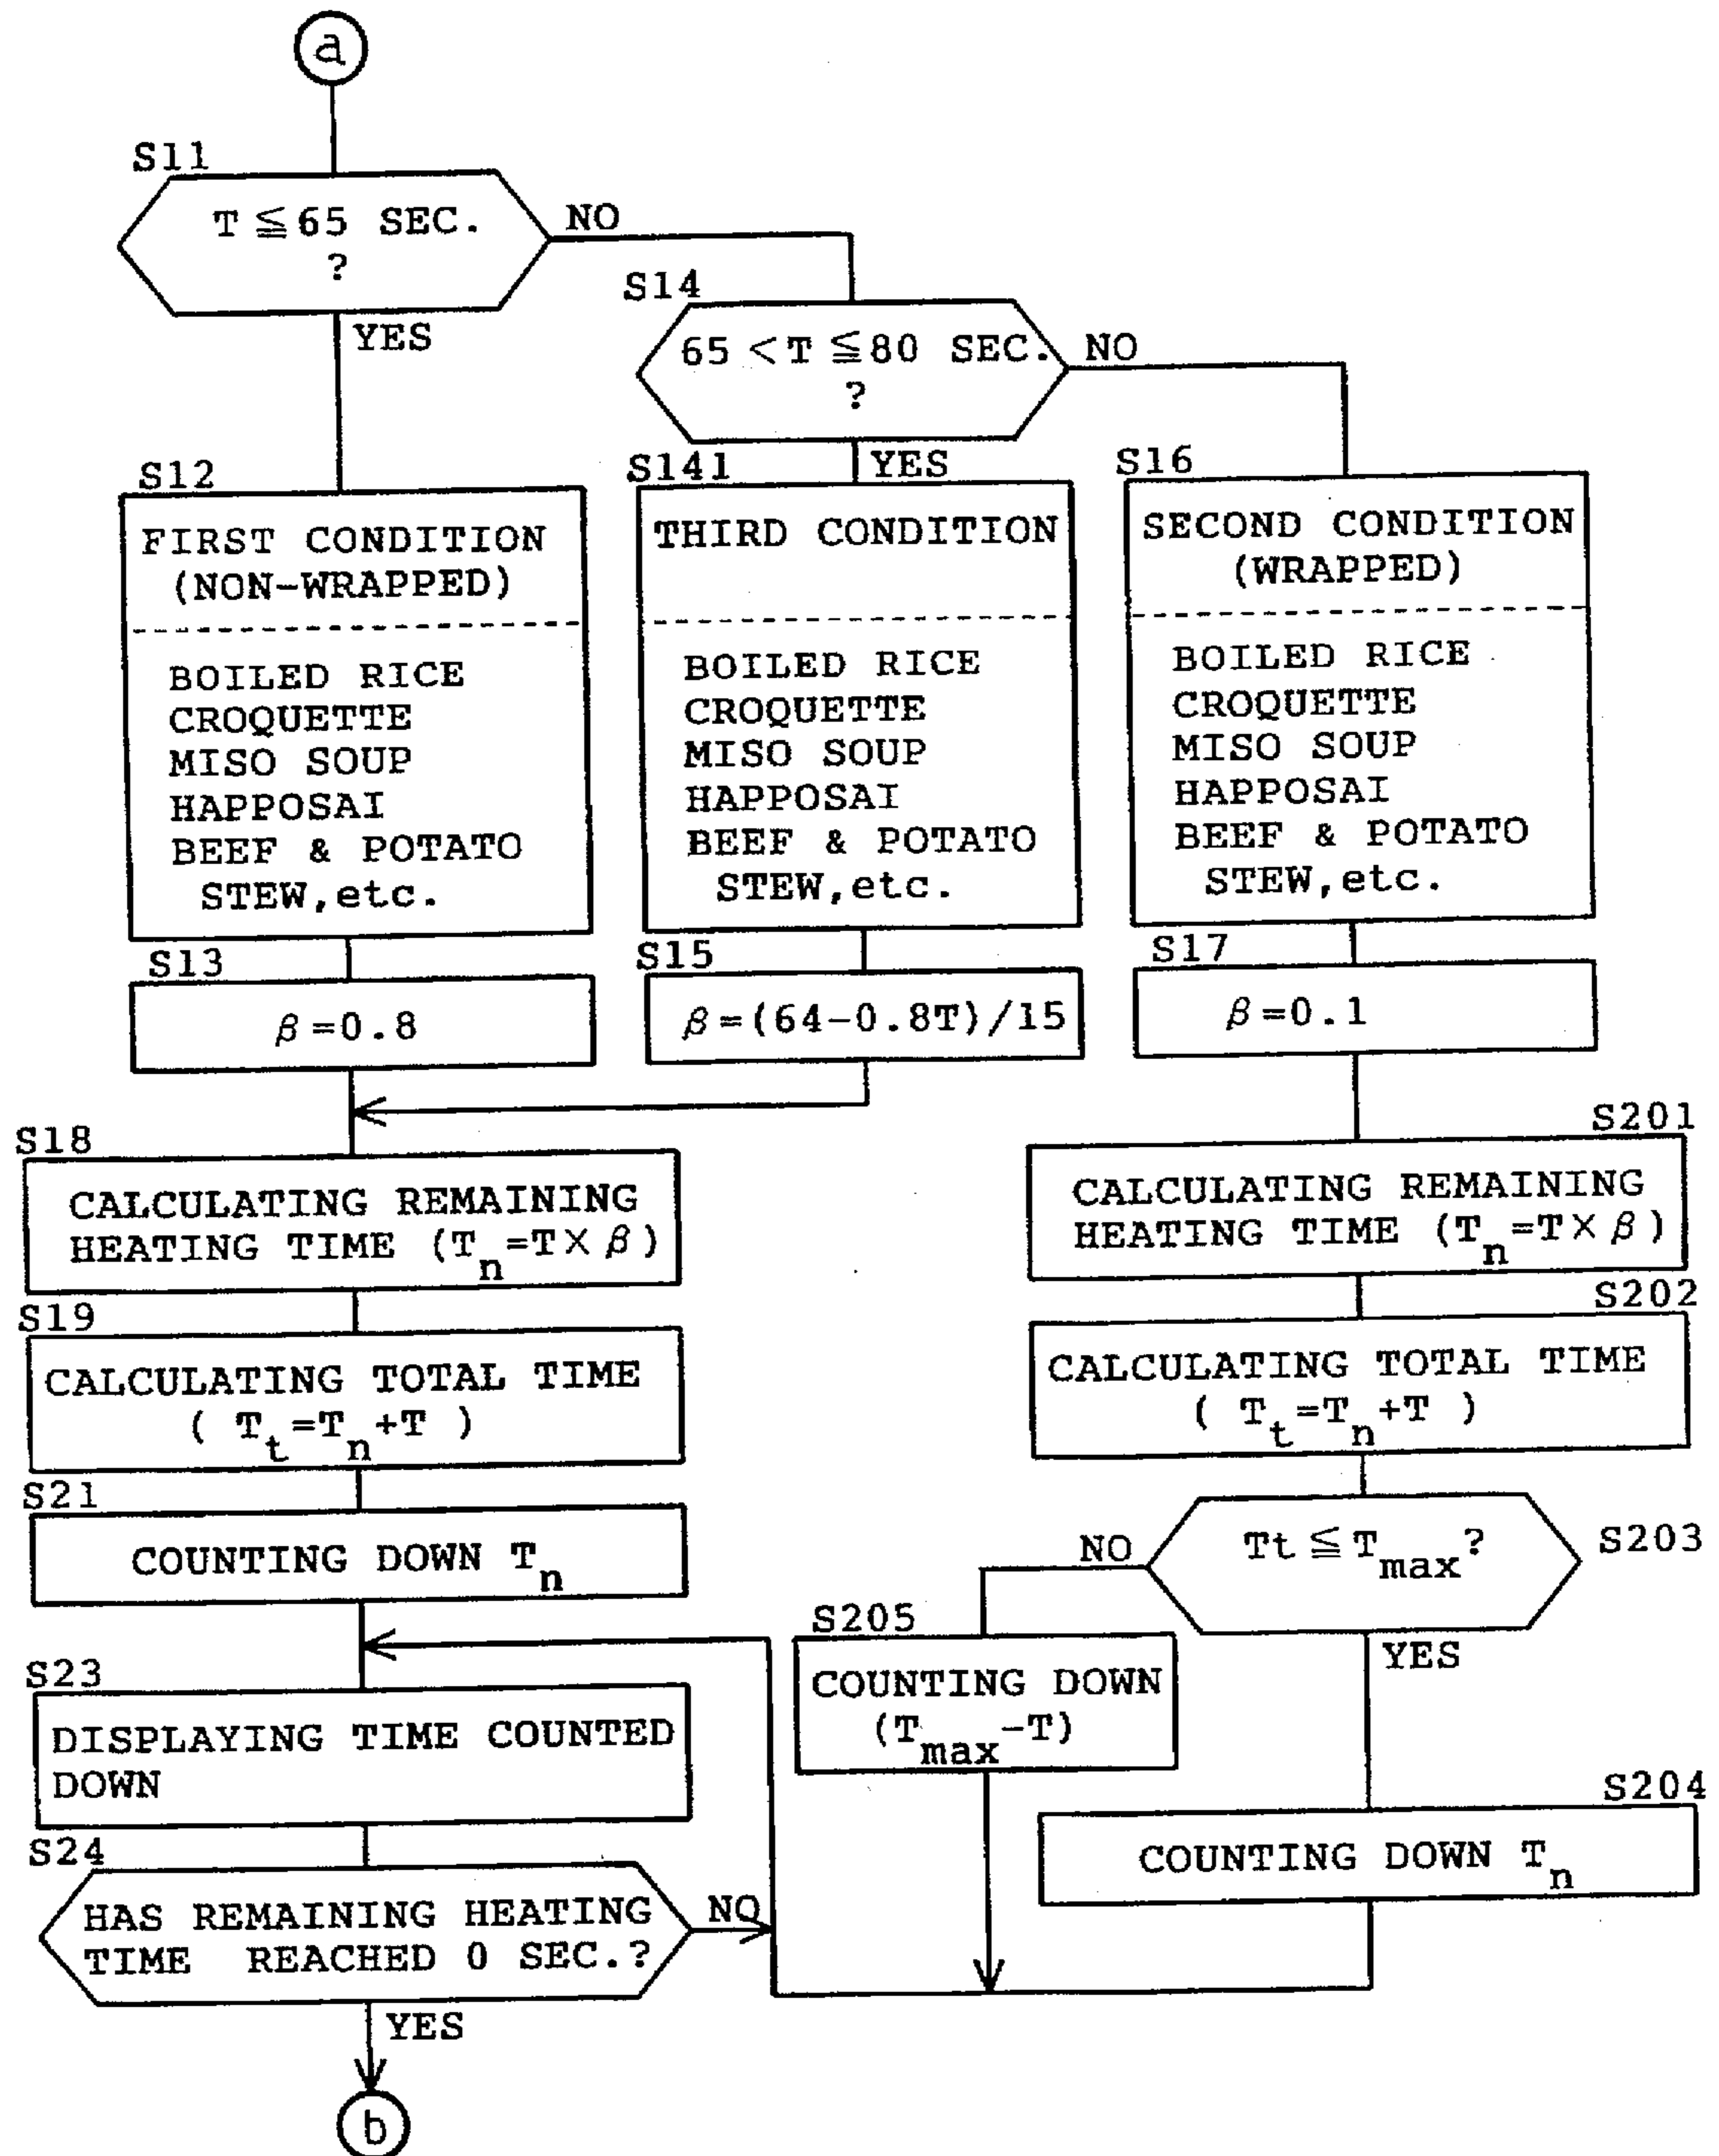 a
S11
T ≦ 65 SEC.
?
NO
YES
S14
65 < T ≦ 80 SEC.
?
NO
YES
S12
FIRST CONDITION
(NON-WRAPPED)
BOILED RICE
CROQUETTE
MISO SOUP
HAPPOSAI
BEEF & POTATO
STEW,etc.
S141
THIRD CONDITION
BOILED RICE
CROQUETTE
MISO SOUP
HAPPOSAI
BEEF & POTATO
STEW,etc.
S16
SECOND CONDITION
(WRAPPED)
BOILED RICE
CROQUETTE
MISO SOUP
HAPPOSAI
BEEF & POTATO
STEW,etc.
S13
β=0.8
S15
β=(64-0.8T)/15
S17
β=0.1
S18
CALCULATING REMAINING
HEATING TIME (Tn=T×β)
S19
CALCULATING TOTAL TIME
( Tt=Tn+T )
S21
COUNTING DOWN Tn
S23
DISPLAYING TIME COUNTED
DOWN
S24
HAS REMAINING HEATING
TIME REACHED 0 SEC.?
NO
YES
b
S201
CALCULATING REMAINING
HEATING TIME (Tn=T×β)
S202
CALCULATING TOTAL TIME
( Tt=Tn+T )
S203
Tt ≦ Tmax?
NO
YES
S205
COUNTING DOWN
(Tmax-T)
S204
COUNTING DOWN Tn